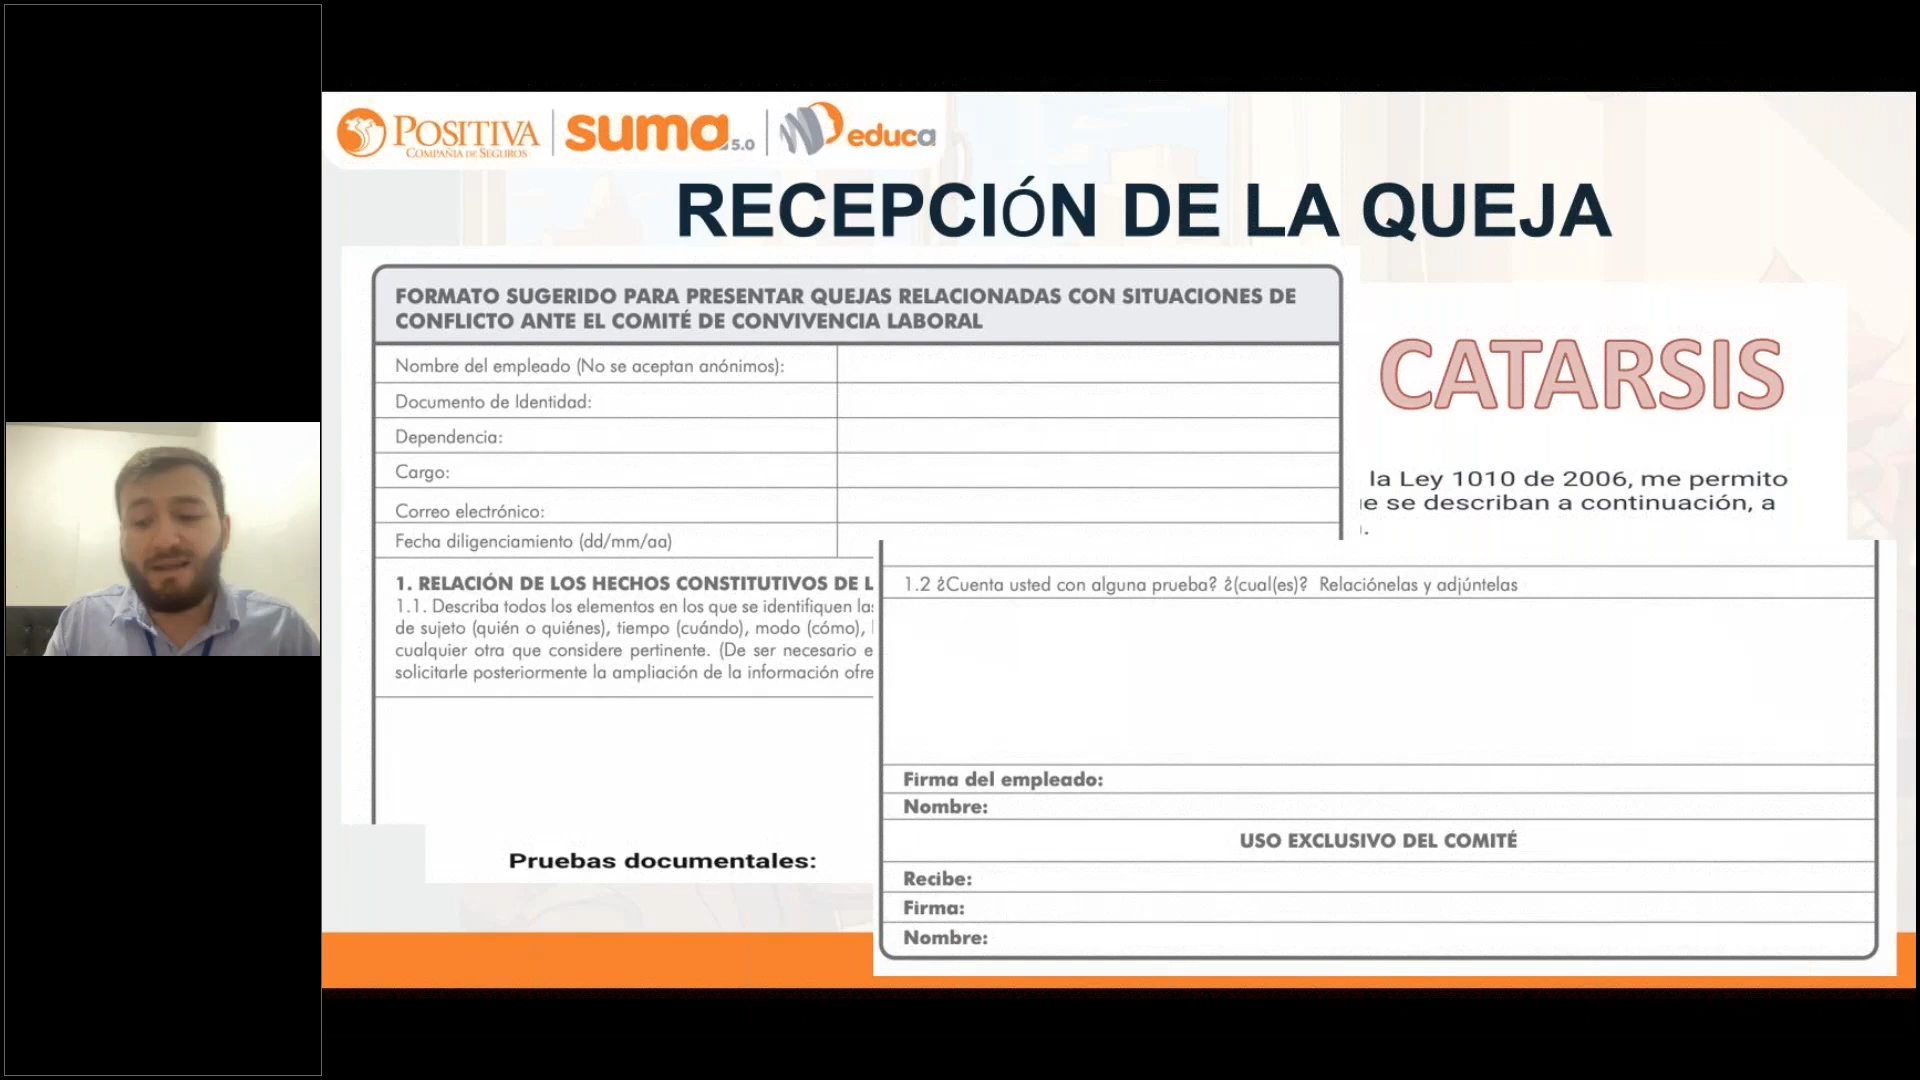 POSITIVA
COMPAÑIA DE SEGUROS
suma 5.0
educa
RECEPCIÓN DE LA QUEJA
FORMATO SUGERIDO PARA PRESENTAR QUEJAS RELACIONADAS CON SITUACIONES DE
CONFLICTO ANTE EL COMITÉ DE CONVIVENCIA LABORAL
Nombre del empleado (No se aceptan anónimos):
Documento de Identidad:
Dependencia:
Cargo:
Correo electrónico:
Fecha diligenciamiento (dd/mm/aa)
1. RELACIÓN DE LOS HECHOS CONSTITUTIVOS DE
1.1. Describa todos los elementos en los que se identifiquen
de sujeto (quién o quiénes), tiempo (cuándo), modo (cómo),
cualquier otra que considere pertinente. (De ser necesario
solicitarle posteriormente la ampliación de la información
Pruebas documentales:
CATARSIS
la Ley 1010 de 2006, me permito
se describan a continuación, a
1.2 ¿Cuenta usted con alguna prueba? ¿(cual(es)? Relaciónelas y adjúntelas
Firma del empleado:
Nombre:
USO EXCLUSIVO DEL COMITÉ
Recibe:
Firma:
Nombre: